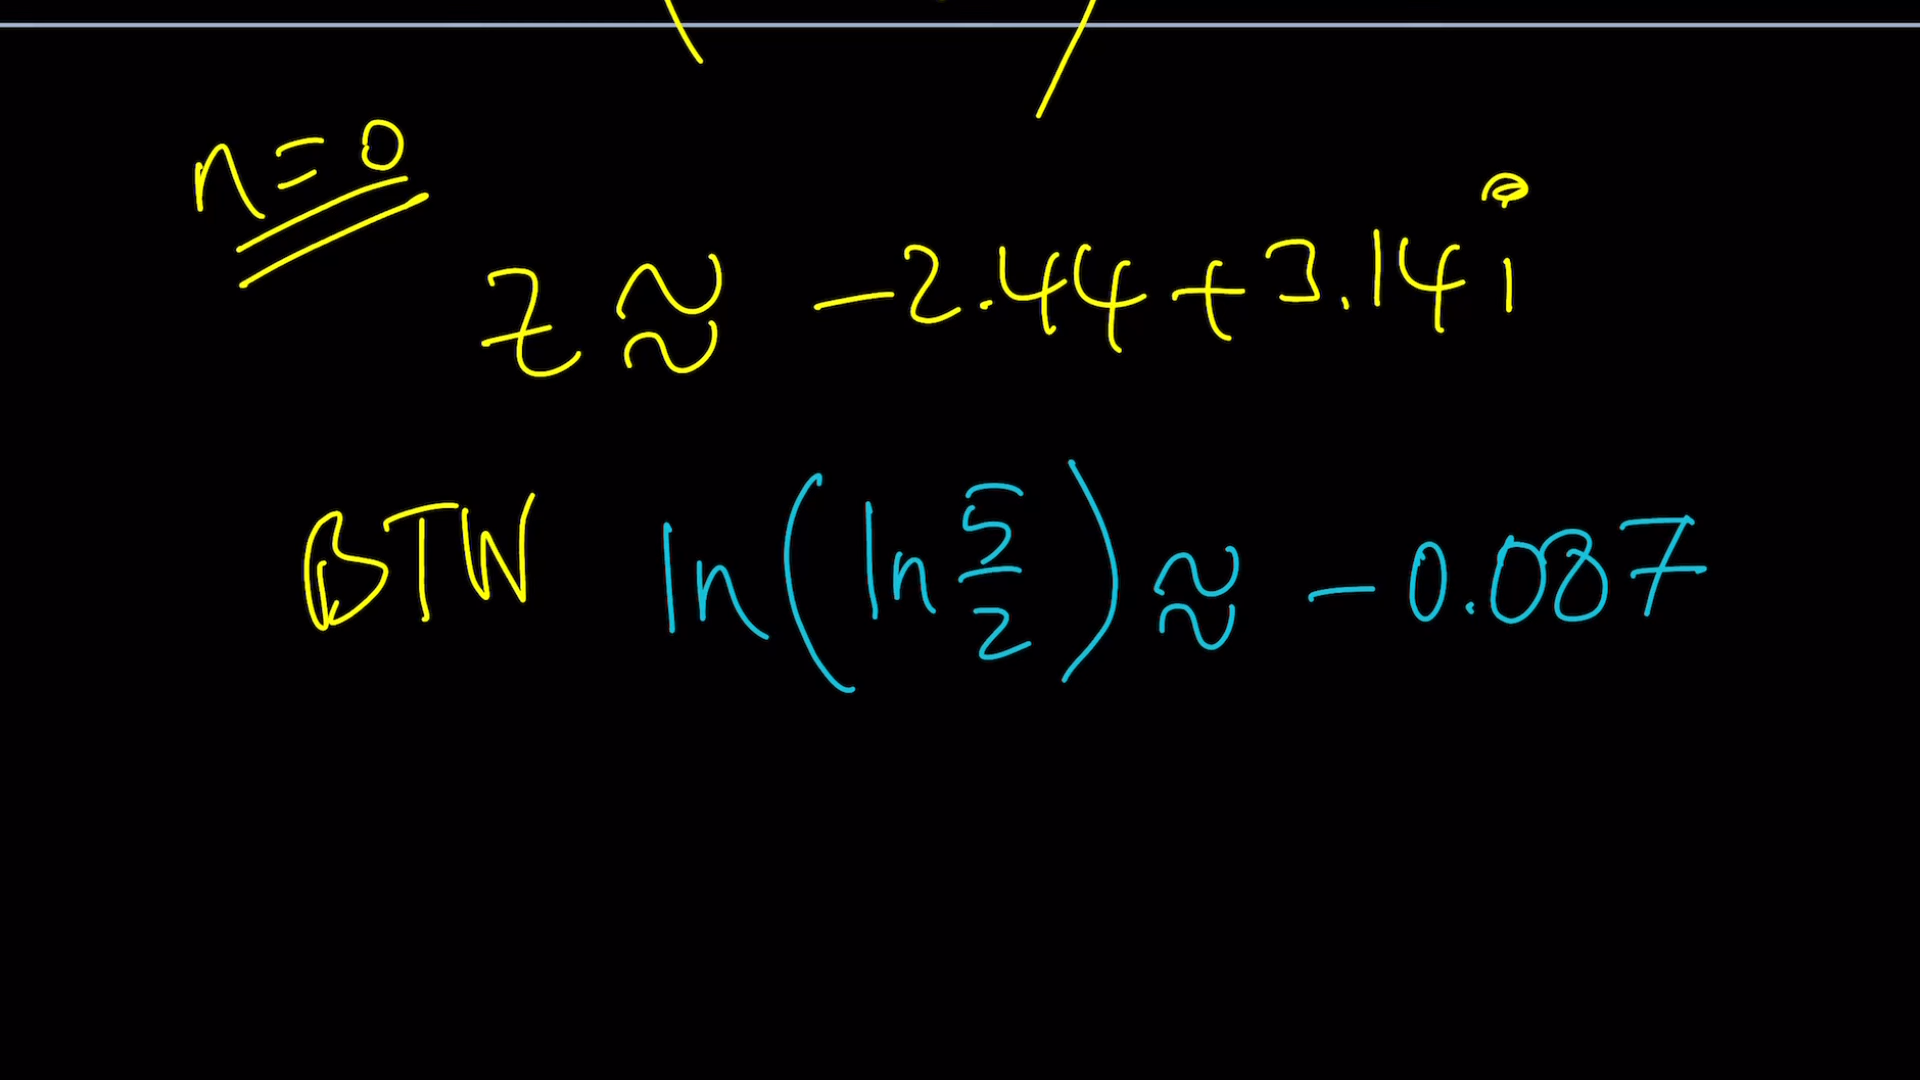 n=0
z ≈ -2.44+3.14i
BTW ln(ln 5/2) ≈ -0.087